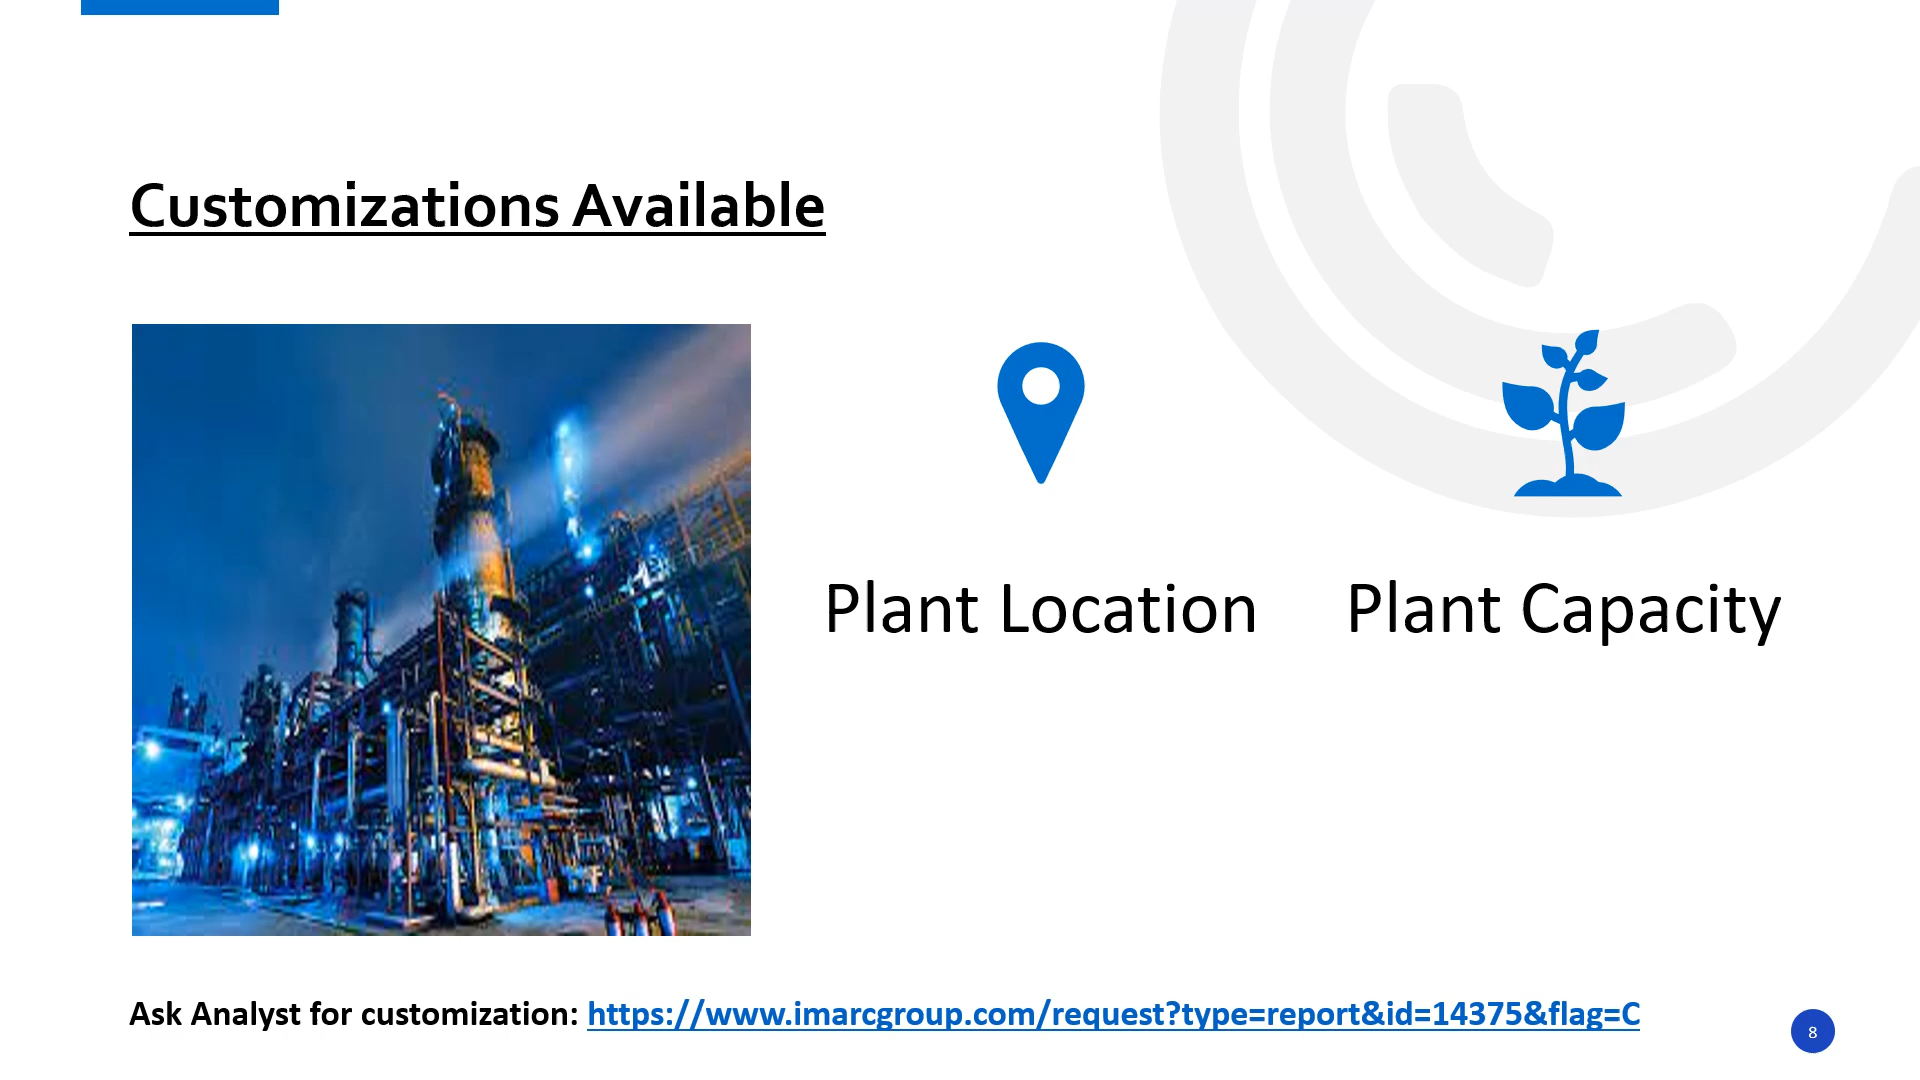 Customizations Available
Plant Location
Plant Capacity
Ask Analyst for customization: https://www.imarcgroup.com/request?type=report&id=14375&flag=C
8